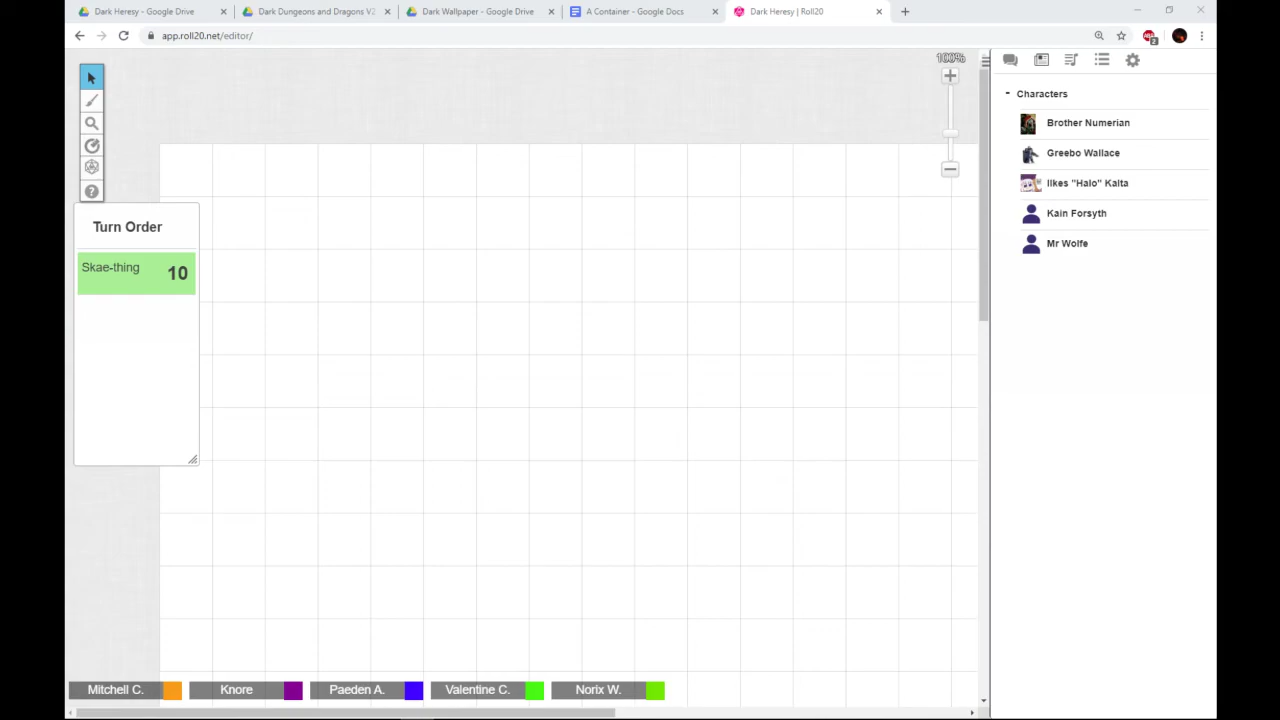 Dark Heresy - Google Drive
Dark Dungeons and Dragons V2
Dark Wallpaper - Google Drive
A Container - Google Docs
Dark Heresy | Roll20
app.roll20.net/editor/
2
100%
Characters
Brother Numerian
Greebo Wallace
Ilkes "Halo" Kalta
Kain Forsyth
Mr Wolfe
Turn Order
Skae-thing
10
Mitchell C.
Knore
Paeden A.
Valentine C.
Norix W.